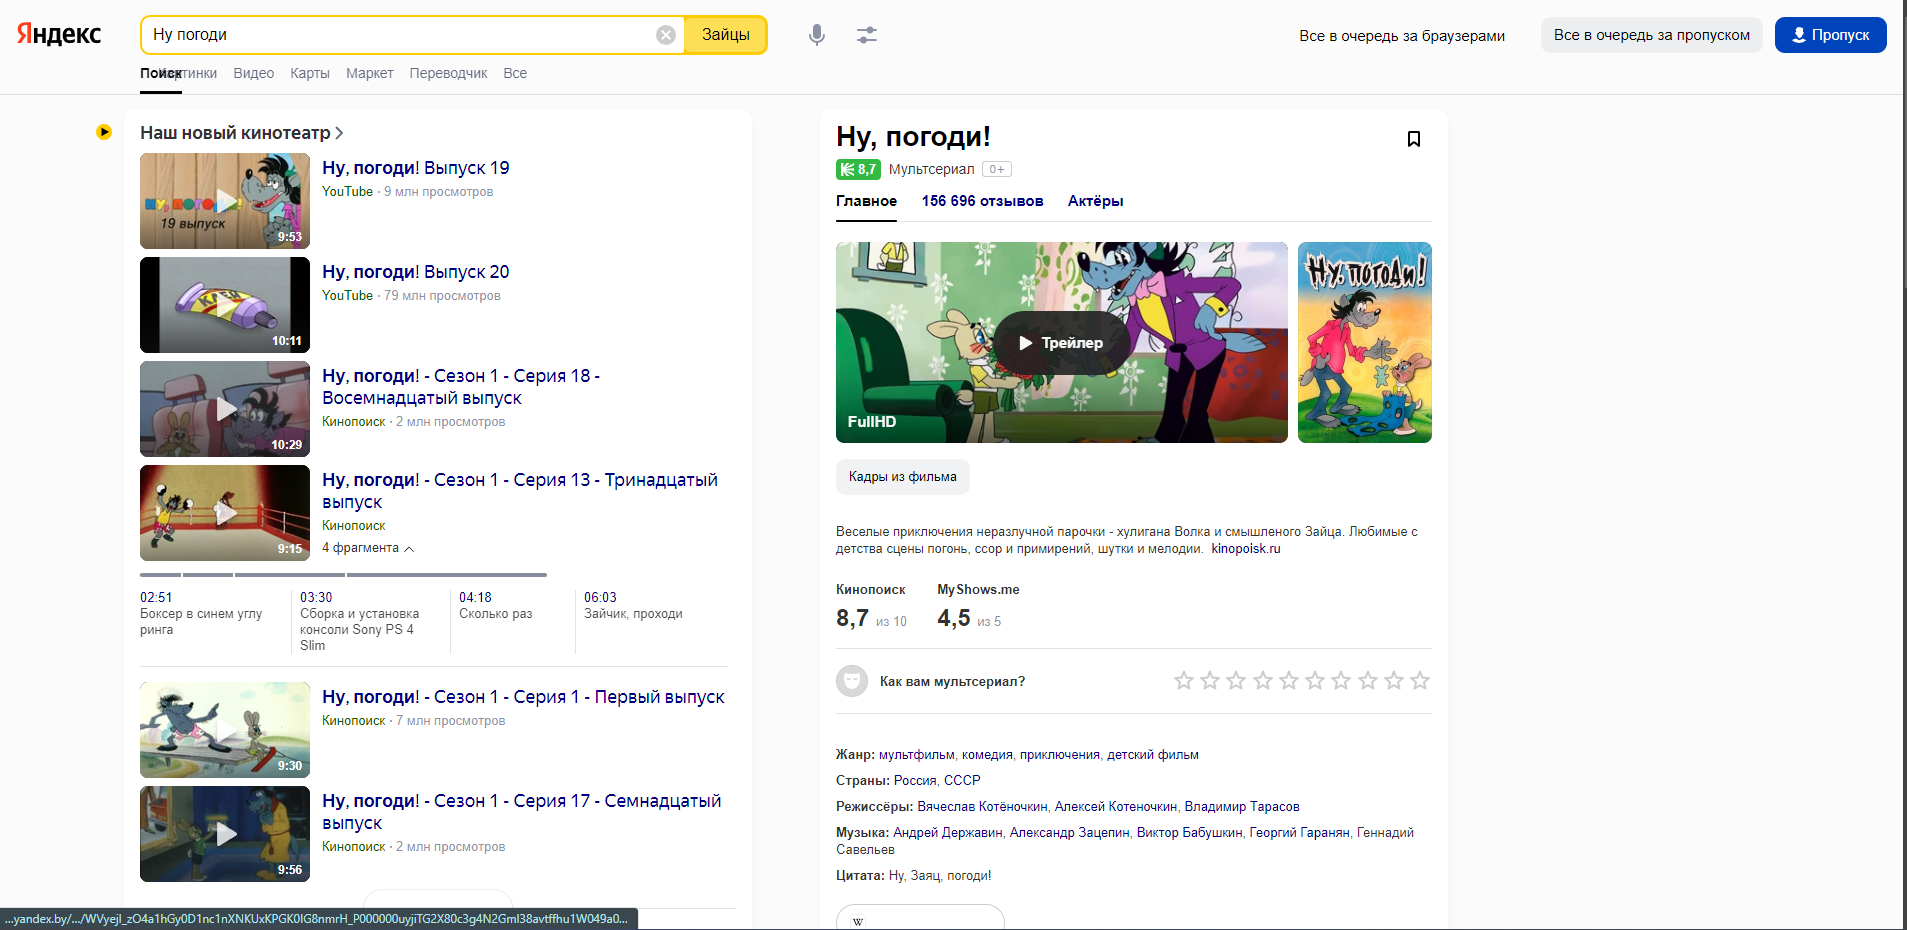 Яндекс
Ну погоди
Зайцы
Все в очередь за браузерами
Все в очередь за пропуском
Пропуск
Поиск
Картинки
Видео
Карты
Маркет
Переводчик
Все
Наш новый кинотеатр
НУ, ПОГОДИ!
19 выпуск
9:53
Ну, погоди! Выпуск 19
YouTube · 9 млн просмотров
КЛЕЙ
10:11
Ну, погоди! Выпуск 20
YouTube · 79 млн просмотров
10:29
Ну, погоди! - Сезон 1 - Серия 18 -
Восемнадцатый выпуск
Кинопоиск · 2 млн просмотров
9:15
Ну, погоди! - Сезон 1 - Серия 13 - Тринадцатый
выпуск
Кинопоиск
4 фрагмента
02:51
Боксер в синем углу
ринга
03:30
Сборка и установка
консоли Sony PS 4
Slim
04:18
Сколько раз
06:03
Зайчик, проходи
9:30
Ну, погоди! - Сезон 1 - Серия 1 - Первый выпуск
Кинопоиск · 7 млн просмотров
9:56
Ну, погоди! - Сезон 1 - Серия 17 - Семнадцатый
выпуск
Кинопоиск · 2 млн просмотров
Ну, погоди!
8,7 Мультсериал 0+
Главное
156 696 отзывов
Актёры
Трейлер
FullHD
Ну, погоди!
Кадры из фильма
Веселые приключения неразлучной парочки - хулигана Волка и смышленого Зайца. Любимые с
детства сцены погонь, ссор и примирений, шутки и мелодии. kinopoisk.ru
Кинопоиск
8,7 из 10
MyShows.me
4,5 из 5
Как вам мультсериал?
Жанр: мультфильм, комедия, приключения, детский фильм
Страны: Россия, СССР
Режиссёры: Вячеслав Котёночкин, Алексей Котеночкин, Владимир Тарасов
Музыка: Андрей Державин, Александр Зацепин, Виктор Бабушкин, Георгий Гаранян, Геннадий
Савельев
Цитата: Ну, Заяц, погоди!
W